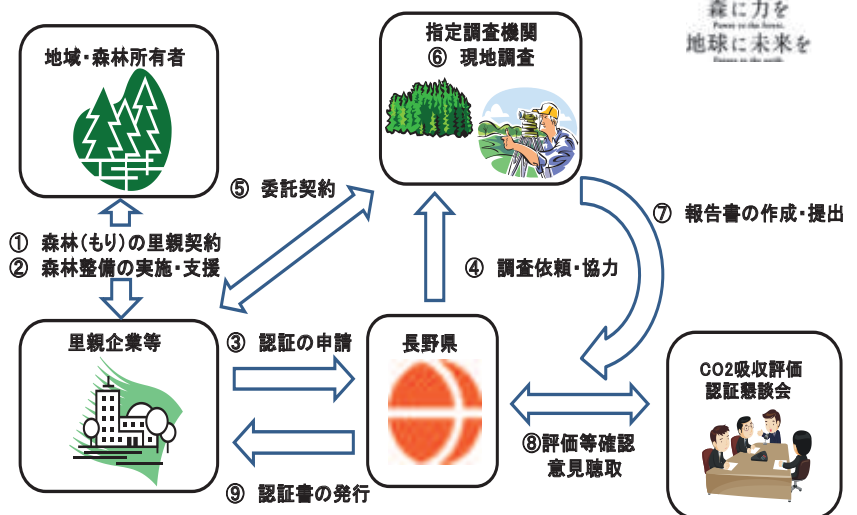 森に力を
Power to the forest.
地球に未来を
地域・森林所有者
指定調査機関
⑥ 現地調査
⑤ 委託契約
⑦ 報告書の作成・提出
① 森林(もり)の里親契約
② 森林整備の実施・支援
④ 調査依頼・協力
里親企業等
③ 認証の申請
長野県
CO2吸収評価
認証懇談会
⑧評価等確認
意見聴取
⑨ 認証書の発行